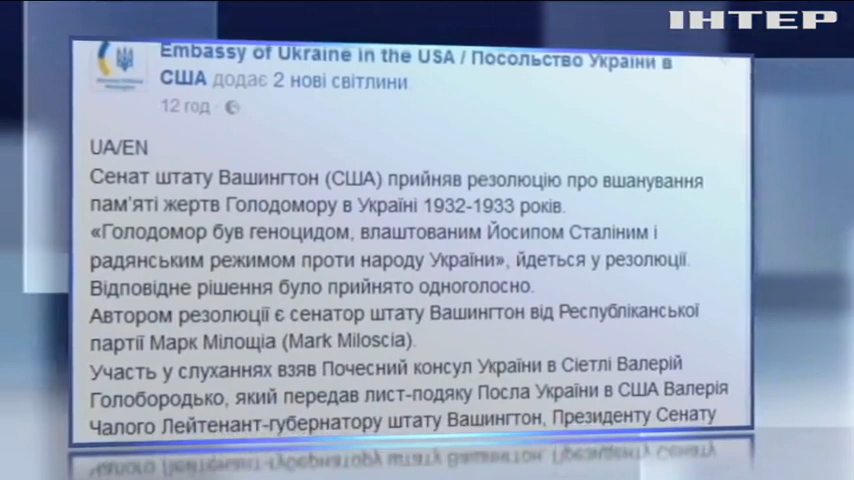 ІНТЕР
Embassy of Ukraine in the USA / Посольство України в
США додає 2 нові світлини
12 год ·
UA/EN
Сенат штату Вашингтон (США) прийняв резолюцію про вшанування
пам'яті жертв Голодомору в Україні 1932-1933 років.
«Голодомор був геноцидом, влаштованим Йосипом Сталіним і
радянським режимом проти народу України», йдеться у резолюції.
Відповідне рішення було прийнято одноголосно.
Автором резолюції є сенатор штату Вашингтон від Республіканської
партії Марк Мілощіа (Mark Miloscia).
Участь у слуханнях взяв Почесний консул України в Сіетлі Валерій
Голобородько, який передав лист-подяку Посла України в США Валерія
Чалого Лейтенант-губернатору штату Вашингтон, Президенту Сенату